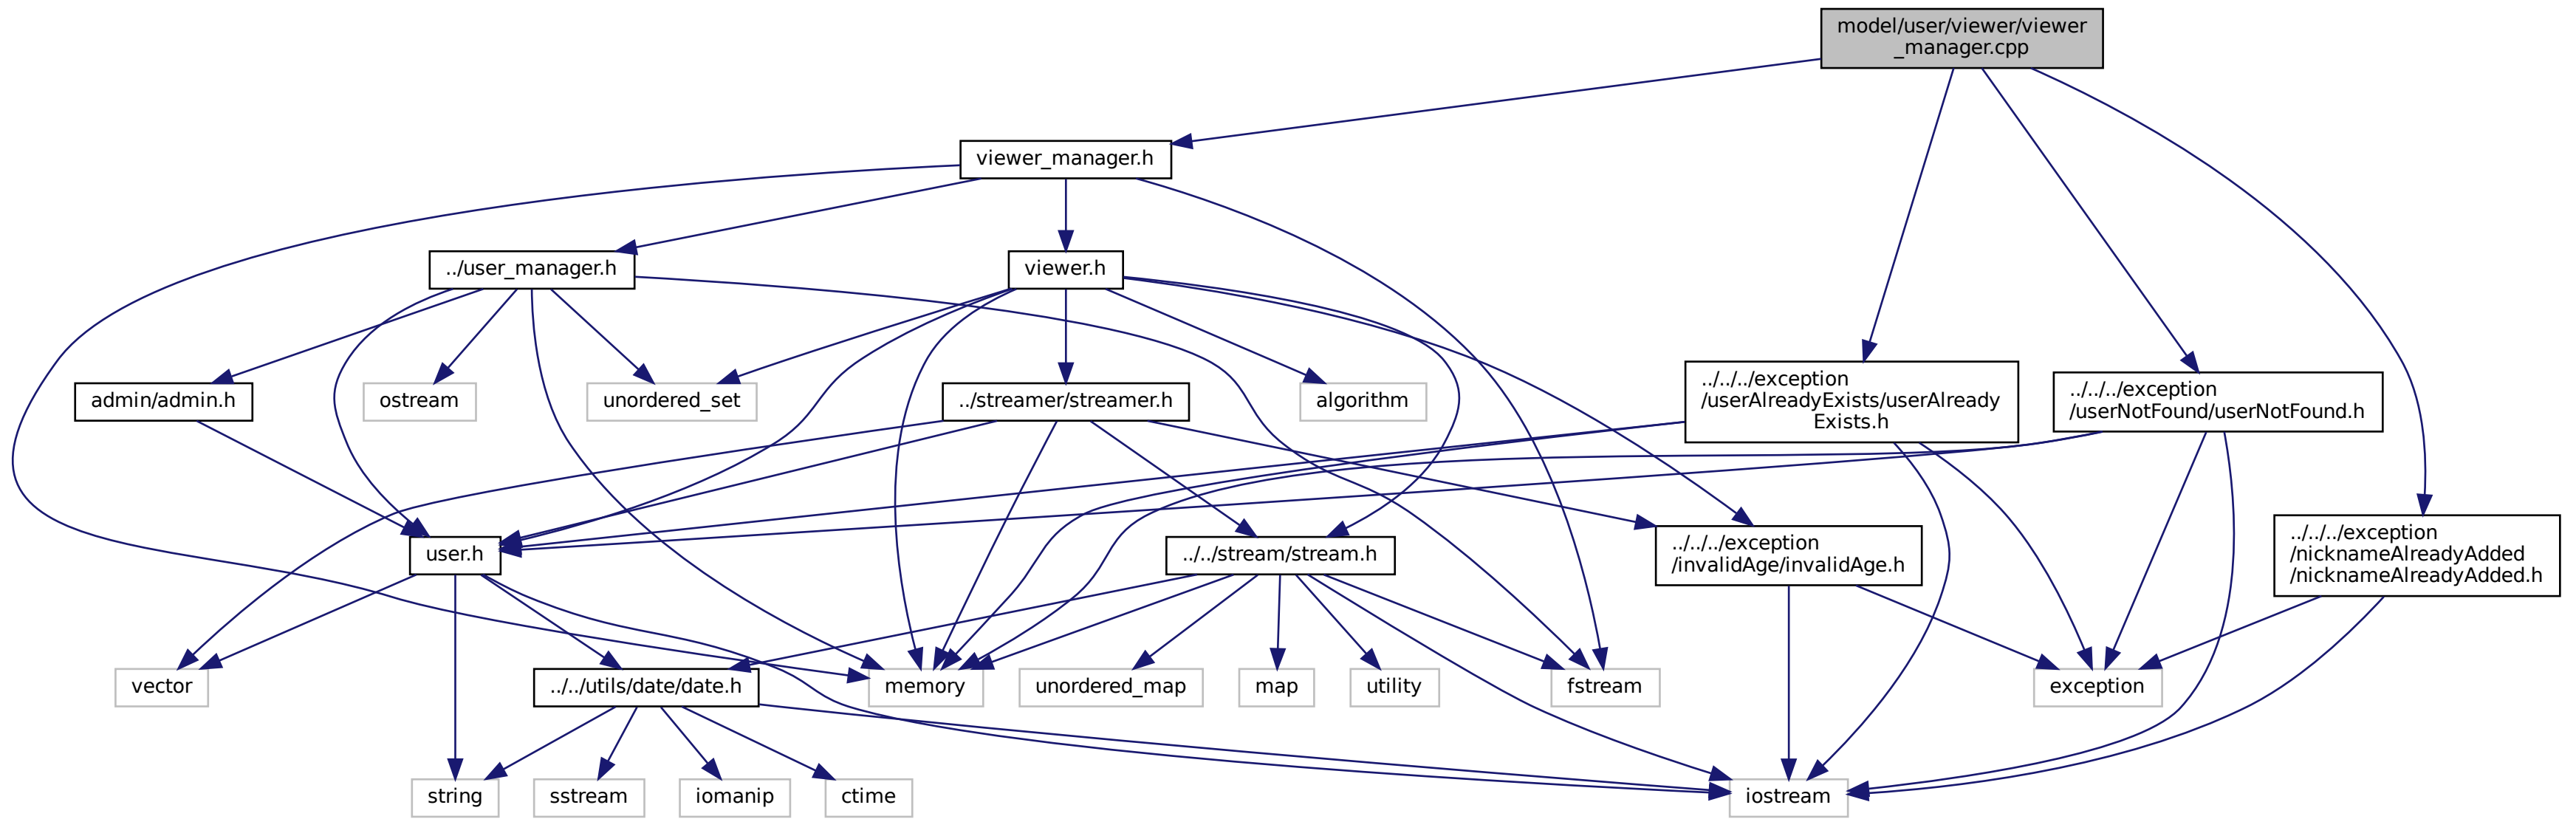 model/user/viewer/viewer
_manager.cpp
viewer_manager.h
../user_manager.h
viewer.h
admin/admin.h
ostream
unordered_set
../streamer/streamer.h
algorithm
../../../exception
/userAlreadyExists/userAlready
Exists.h
../../../exception
/userNotFound/userNotFound.h
user.h
../../stream/stream.h
../../../exception
/invalidAge/invalidAge.h
../../../exception
/nicknameAlreadyAdded
/nicknameAlreadyAdded.h
vector
../../utils/date/date.h
memory
unordered_map
map
utility
fstream
exception
string
sstream
iomanip
ctime
iostream